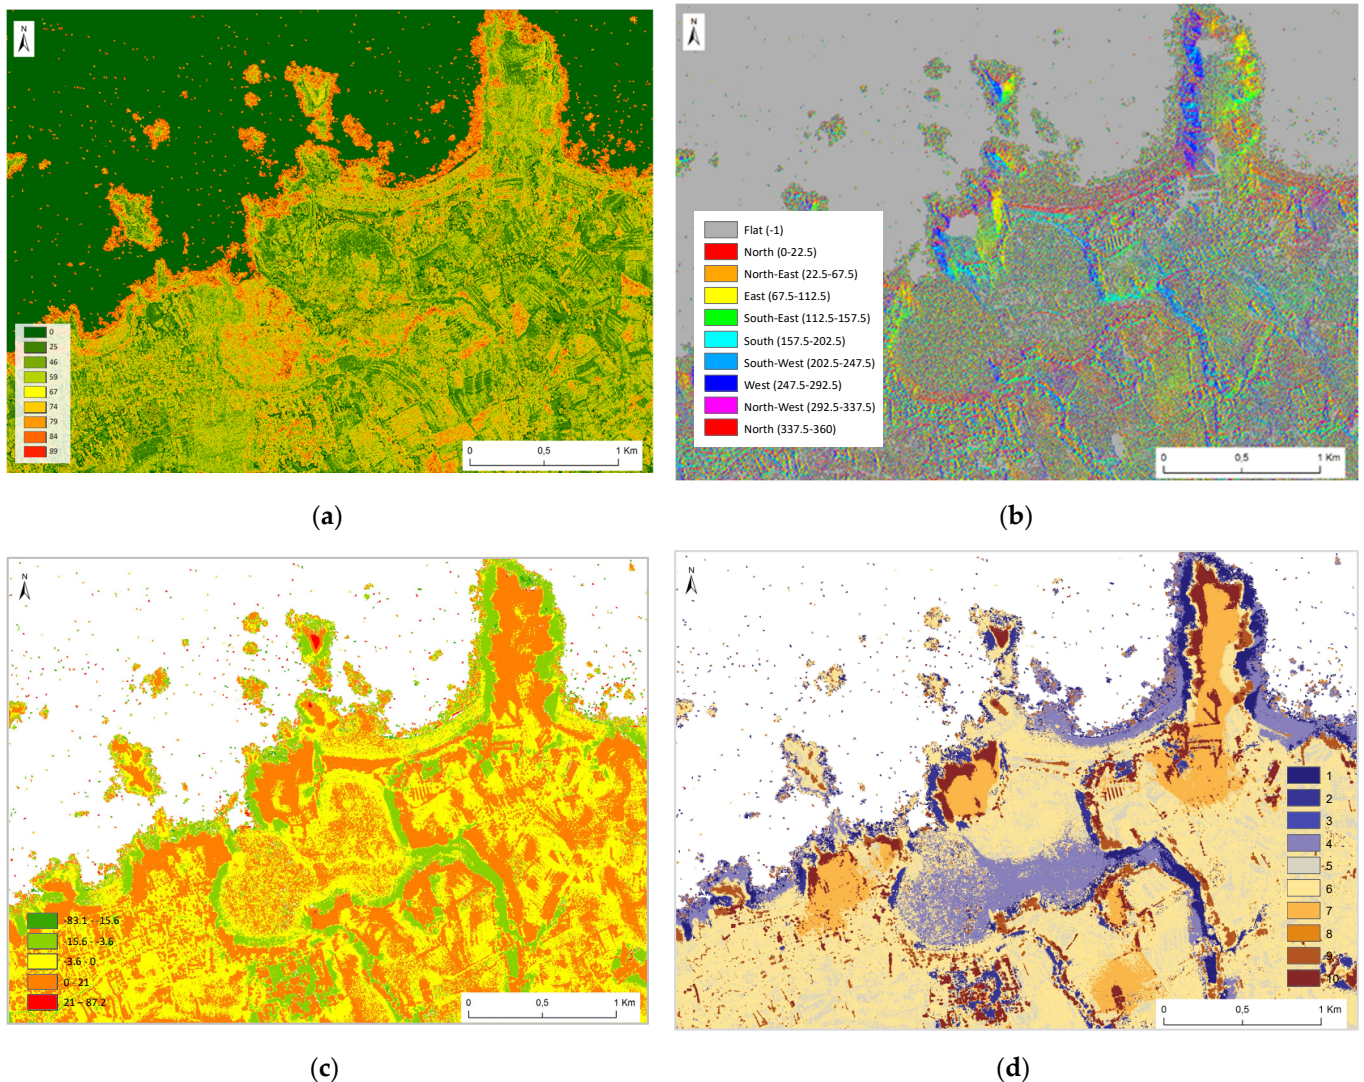 N
0
25
46
59
67
74
79
84
89
0 0,5 1 Km
(a)
N
Flat (-1)
North (0-22.5)
North-East (22.5-67.5)
East (67.5-112.5)
South-East (112.5-157.5)
South (157.5-202.5)
South-West (202.5-247.5)
West (247.5-292.5)
North-West (292.5-337.5)
North (337.5-360)
0 0,5 1 Km
(b)
N
-83.1 - -15.6
-15.6 - -3.6
-3.6 - 0
0 - 21
21 – 87.2
0 0,5 1 Km
(c)
N
1
2
3
4
5
6
7
8
9
10
0 0,5 1 Km
(d)